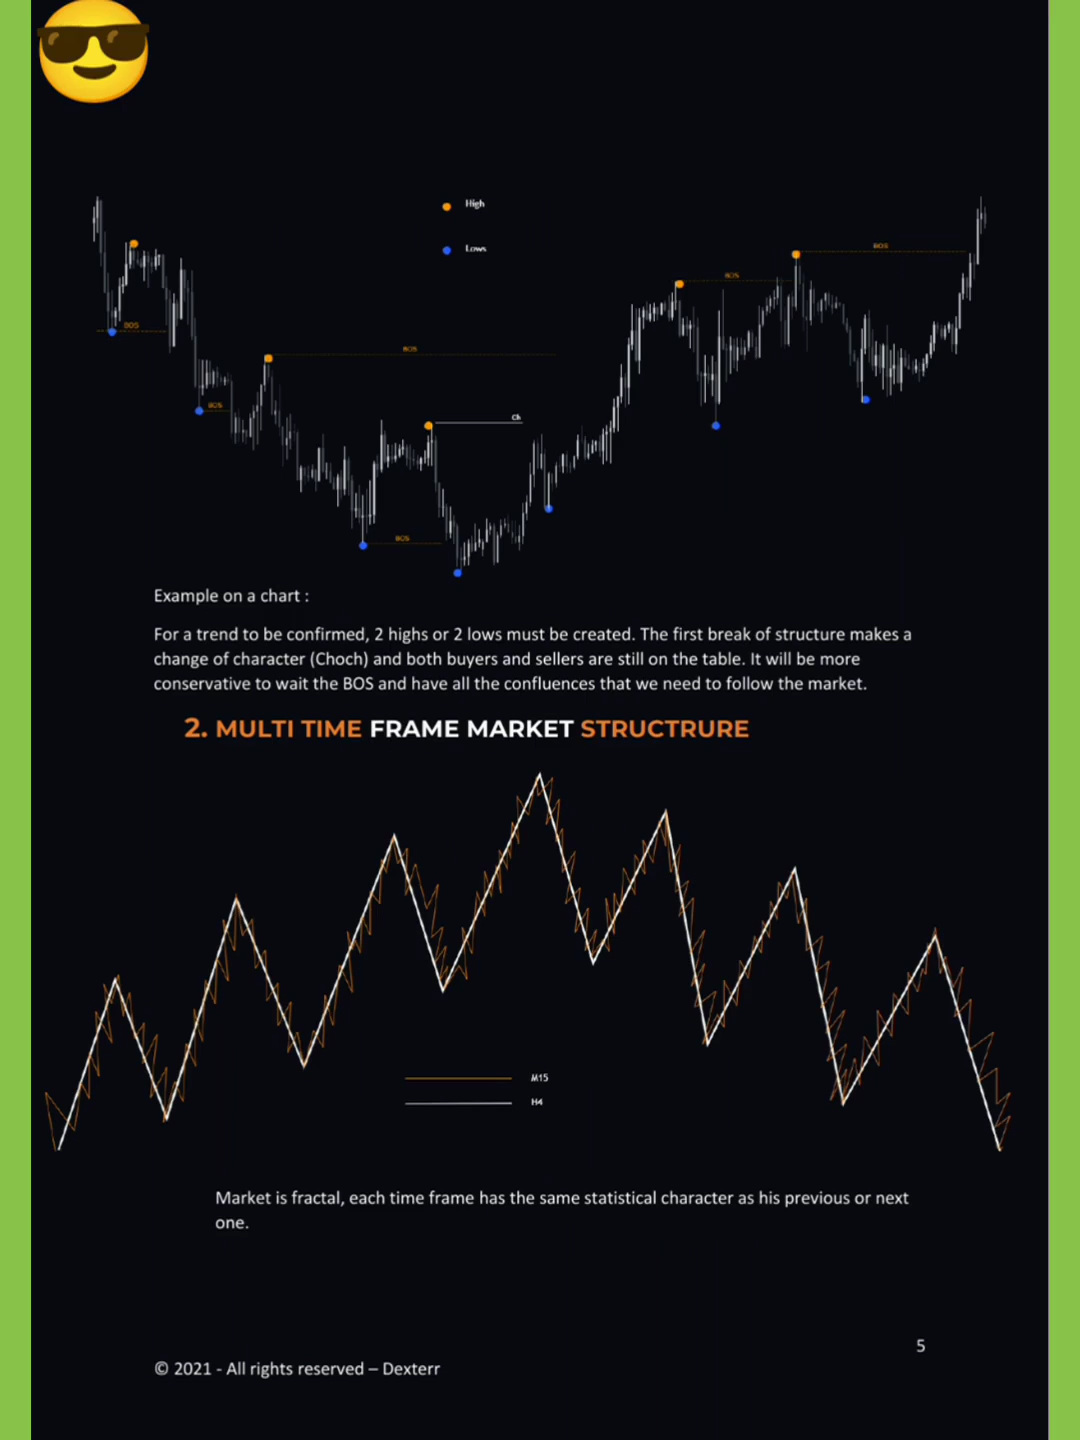 High
Lows
BOS
BOS
BOS
BOS
BOS
BOS
Ch
BOS
Example on a chart :
For a trend to be confirmed, 2 highs or 2 lows must be created. The first break of structure makes a
change of character (Choch) and both buyers and sellers are still on the table. It will be more
conservative to wait the BOS and have all the confluences that we need to follow the market.
2. MULTI TIME FRAME MARKET STRUCTRURE
M15
H4
Market is fractal, each time frame has the same statistical character as his previous or next
one.
5
© 2021 - All rights reserved – Dexterr